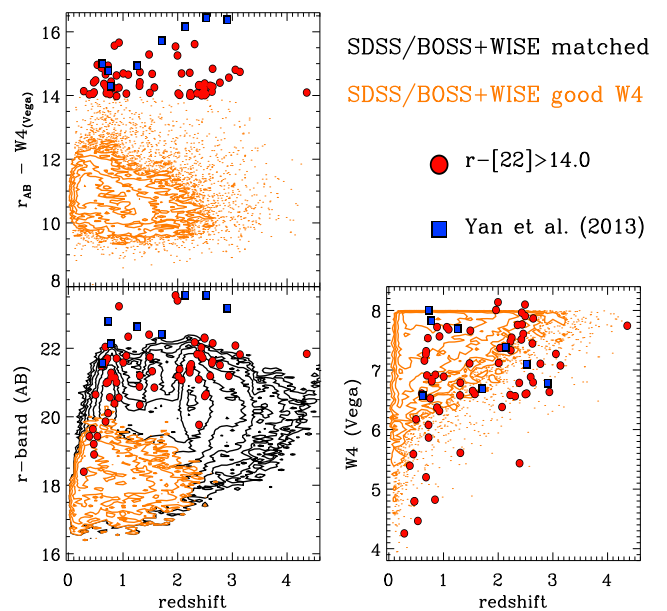 16
14
12
10
8
r_AB − W4_(Vega)
SDSS/BOSS+WISE matched
SDSS/BOSS+WISE good W4
r−[22]>14.0
Yan et al. (2013)
24
22
20
18
16
r−band (AB)
0 1 2 3 4
redshift
8
7
6
5
4
W4 (Vega)
0 1 2 3 4
redshift